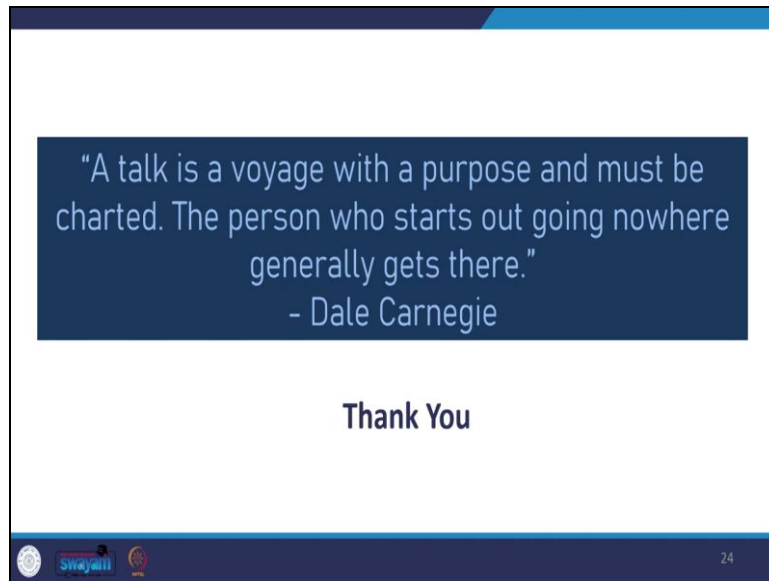 “A talk is a voyage with a purpose and must be
charted. The person who starts out going nowhere
generally gets there.”
- Dale Carnegie
Thank You
swayam
24